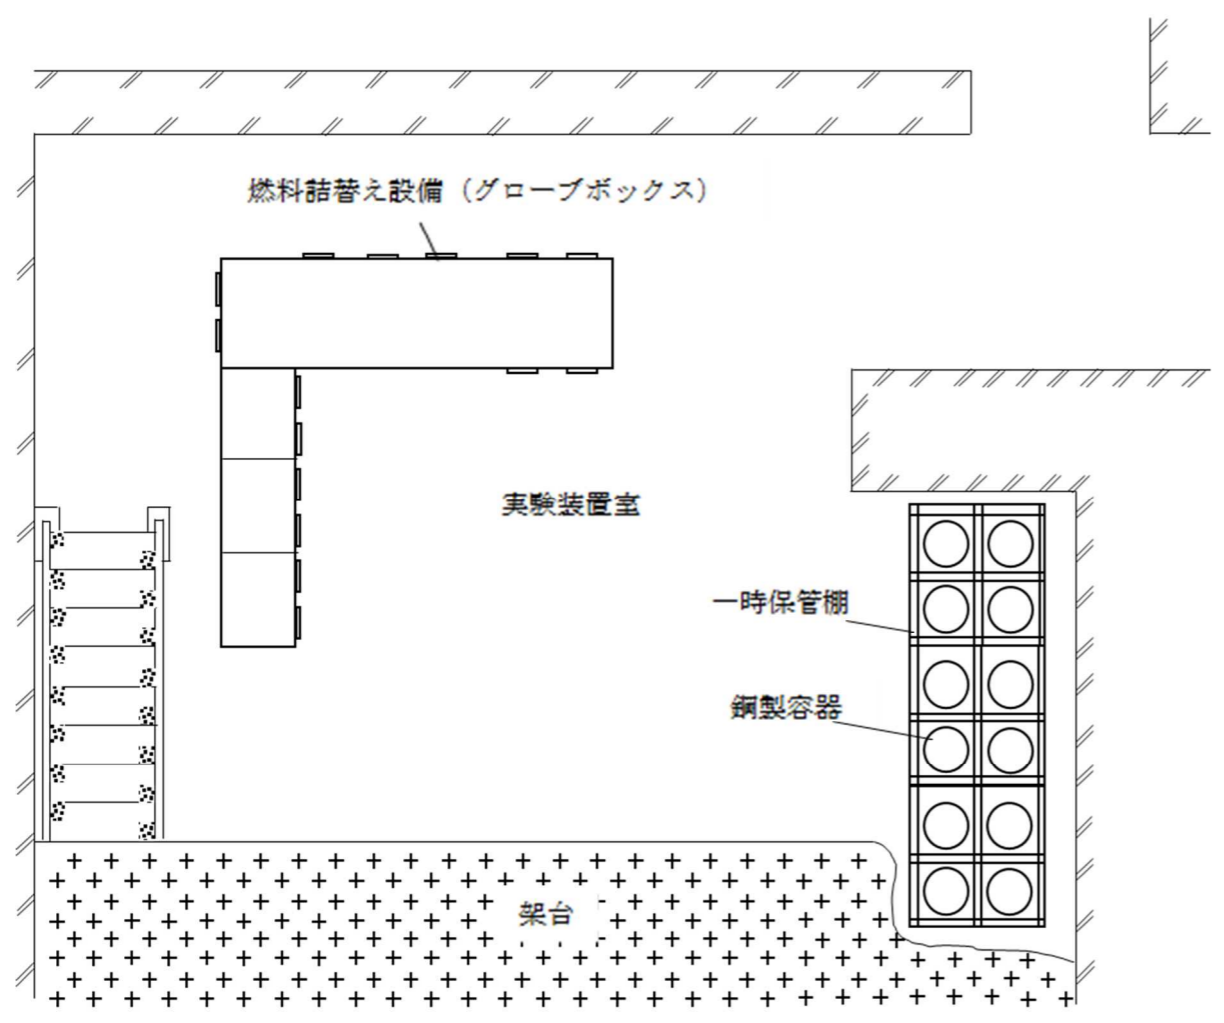 燃料詰替え設備（グローブボックス）
実験装置室
一時保管棚
鋼製容器
架台